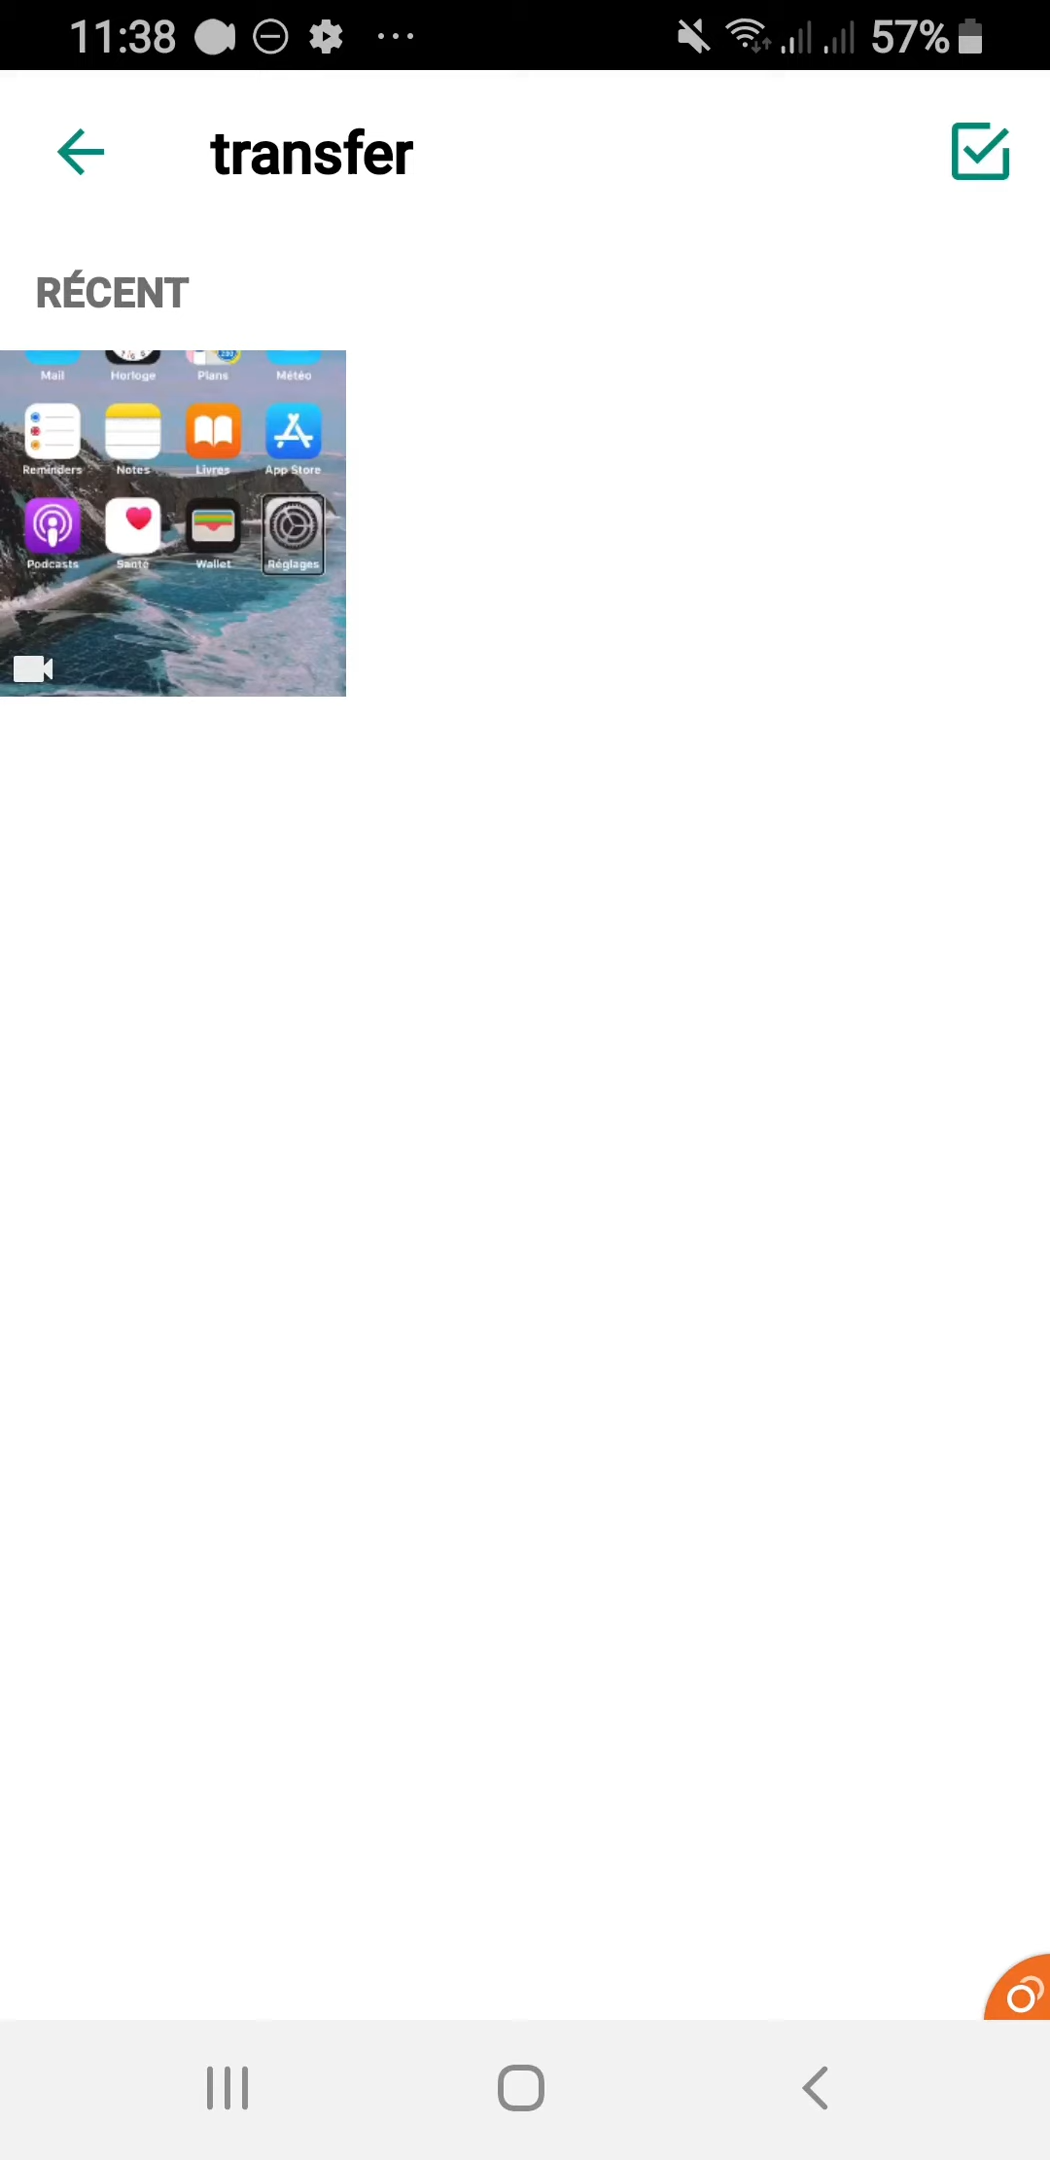 11:38 57%
transfer
RÉCENT
Mail Horloge Plans Météo
Reminders Notes Livres App Store
Podcasts Santé Wallet Réglages